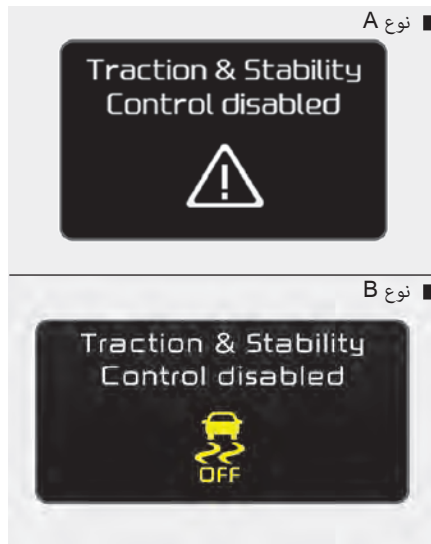 نوع A
Traction & Stability
Control disabled
نوع B
Traction & Stability
Control disabled
OFF